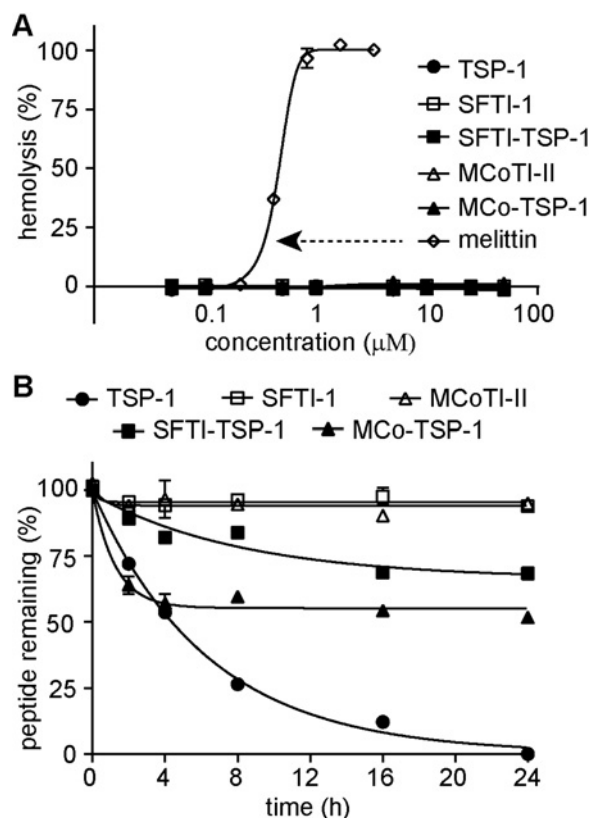 A
100
75
50
25
0
hemolysis (%)
TSP-1
SFTI-1
SFTI-TSP-1
MCoTI-II
MCo-TSP-1
melittin
0.1 1 10 100
concentration (μM)
B
TSP-1 SFTI-1 MCoTI-II
SFTI-TSP-1 MCo-TSP-1
100
75
50
25
0
peptide remaining (%)
0 4 8 12 16 20 24
time (h)